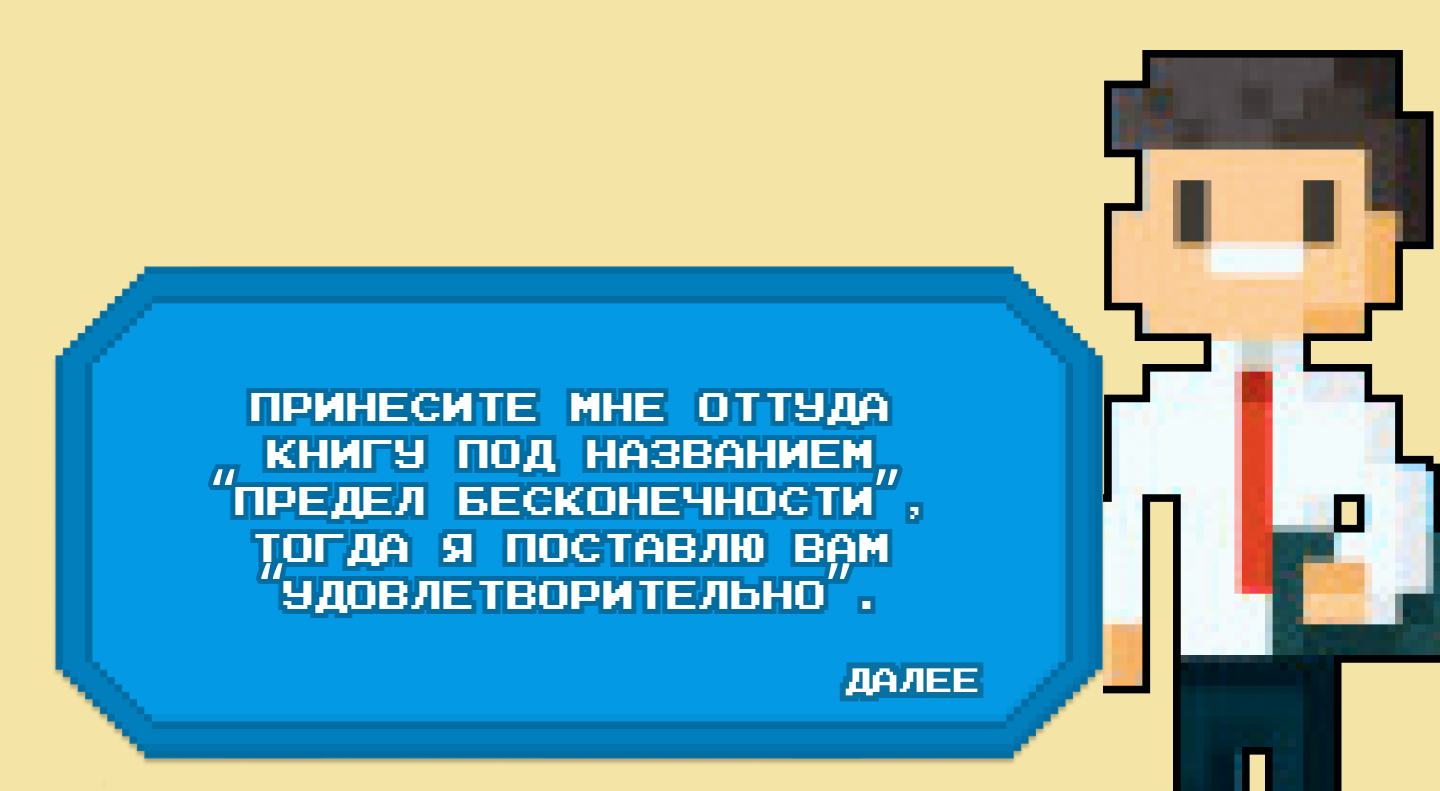 ПРИНЕСИТЕ МНЕ ОТТУДА
КНИГУ ПОД НАЗВАНИЕМ
“ПРЕДЕЛ БЕСКОНЕЧНОСТИ”,
ТОГДА Я ПОСТАВЛЮ ВАМ
“УДОВЛЕТВОРИТЕЛЬНО”.
ДАЛЕЕ